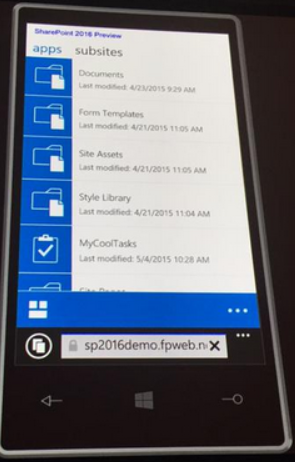 SharePoint 2016 Preview
apps subsites
Documents
Last modified: 4/23/2015 9:29 AM
Form Templates
Last modified: 4/21/2015 11:05 AM
Site Assets
Last modified: 4/21/2015 11:05 AM
Style Library
Last modified: 4/21/2015 11:04 AM
MyCoolTasks
Last modified: 5/4/2015 10:28 AM
Site Pages
sp2016demo.fpweb.n